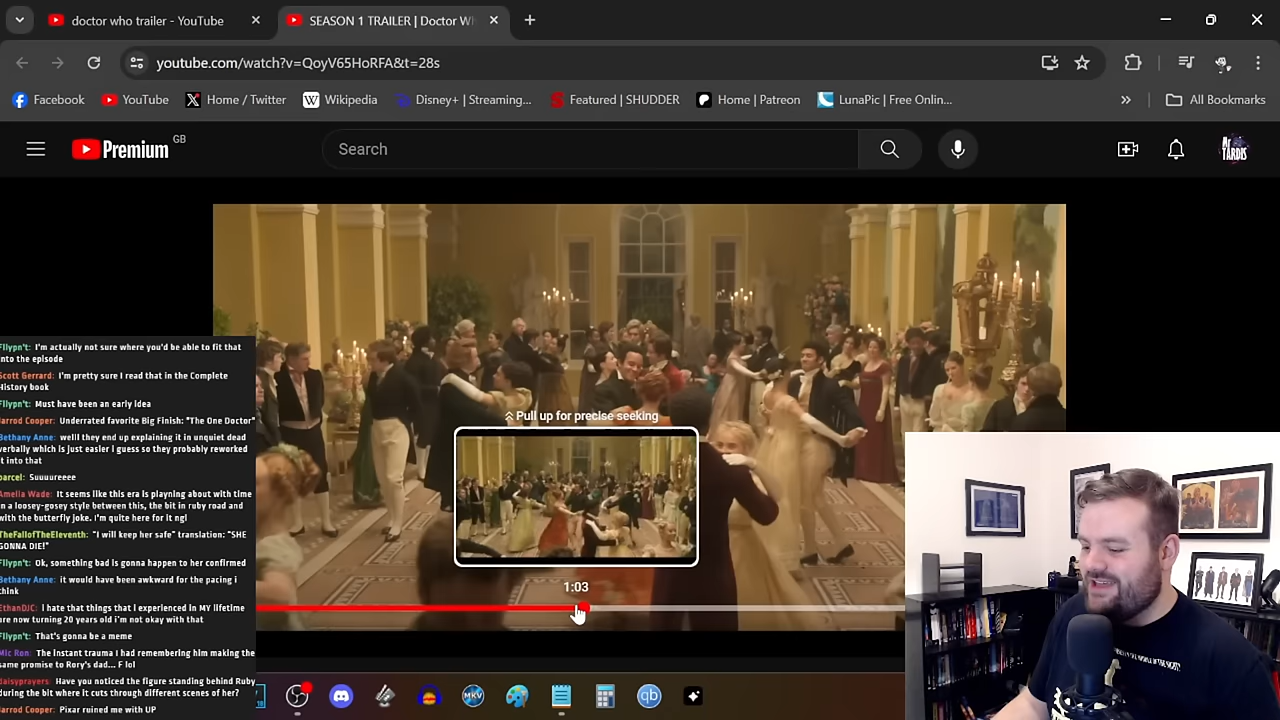 doctor who trailer - YouTube
SEASON 1 TRAILER | Doctor Wh
youtube.com/watch?v=QoyV65HoRFA&t=28s
Facebook
YouTube
Home / Twitter
Wikipedia
Disney+ | Streaming...
Featured | SHUDDER
Home | Patreon
LunaPic | Free Onlin...
»
All Bookmarks
Premium
GB
Search
Mr TARDIS
Pull up for precise seeking
1:03
Fllypn't: I'm actually not sure where you'd be able to fit that
into the episode
Scott Gerrard: I'm pretty sure I read that in the Complete
History book
Fllypn't: Must have been an early idea
Jarrod Cooper: Underrated favorite Big Finish: "The One Doctor"
Bethany Anne: welll they end up explaining it in unquiet dead
verbally which is just easier i guess so they probably reworked
it into that
parcel: Suuuureeee
Amelia Wade: It seems like this era is playning about with time
in a loosey-gosey style between this, the bit in ruby road and
with the butterfly joke. I'm quite here for it ngl
TheFallofTheEleventh: "I will keep her safe" translation: "SHE
GONNA DIE!"
Fllypn't: Ok, something bad is gonna happen to her confirmed
Bethany Anne: it would have been awkward for the pacing i
think
EthanDJC: I hate that things that I experienced in MY lifetime
are now turning 20 years old i'm not okay with that
Fllypn't: That's gonna be a meme
Mic Ron: The instant trauma I had remembering him making the
same promise to Rory's dad... F lol
daisyprayers: Have you noticed the figure standing behind Ruby
during the bit where it cuts through different scenes of her?
Jarrod Cooper: Pixar ruined me with UP
MKV
qb